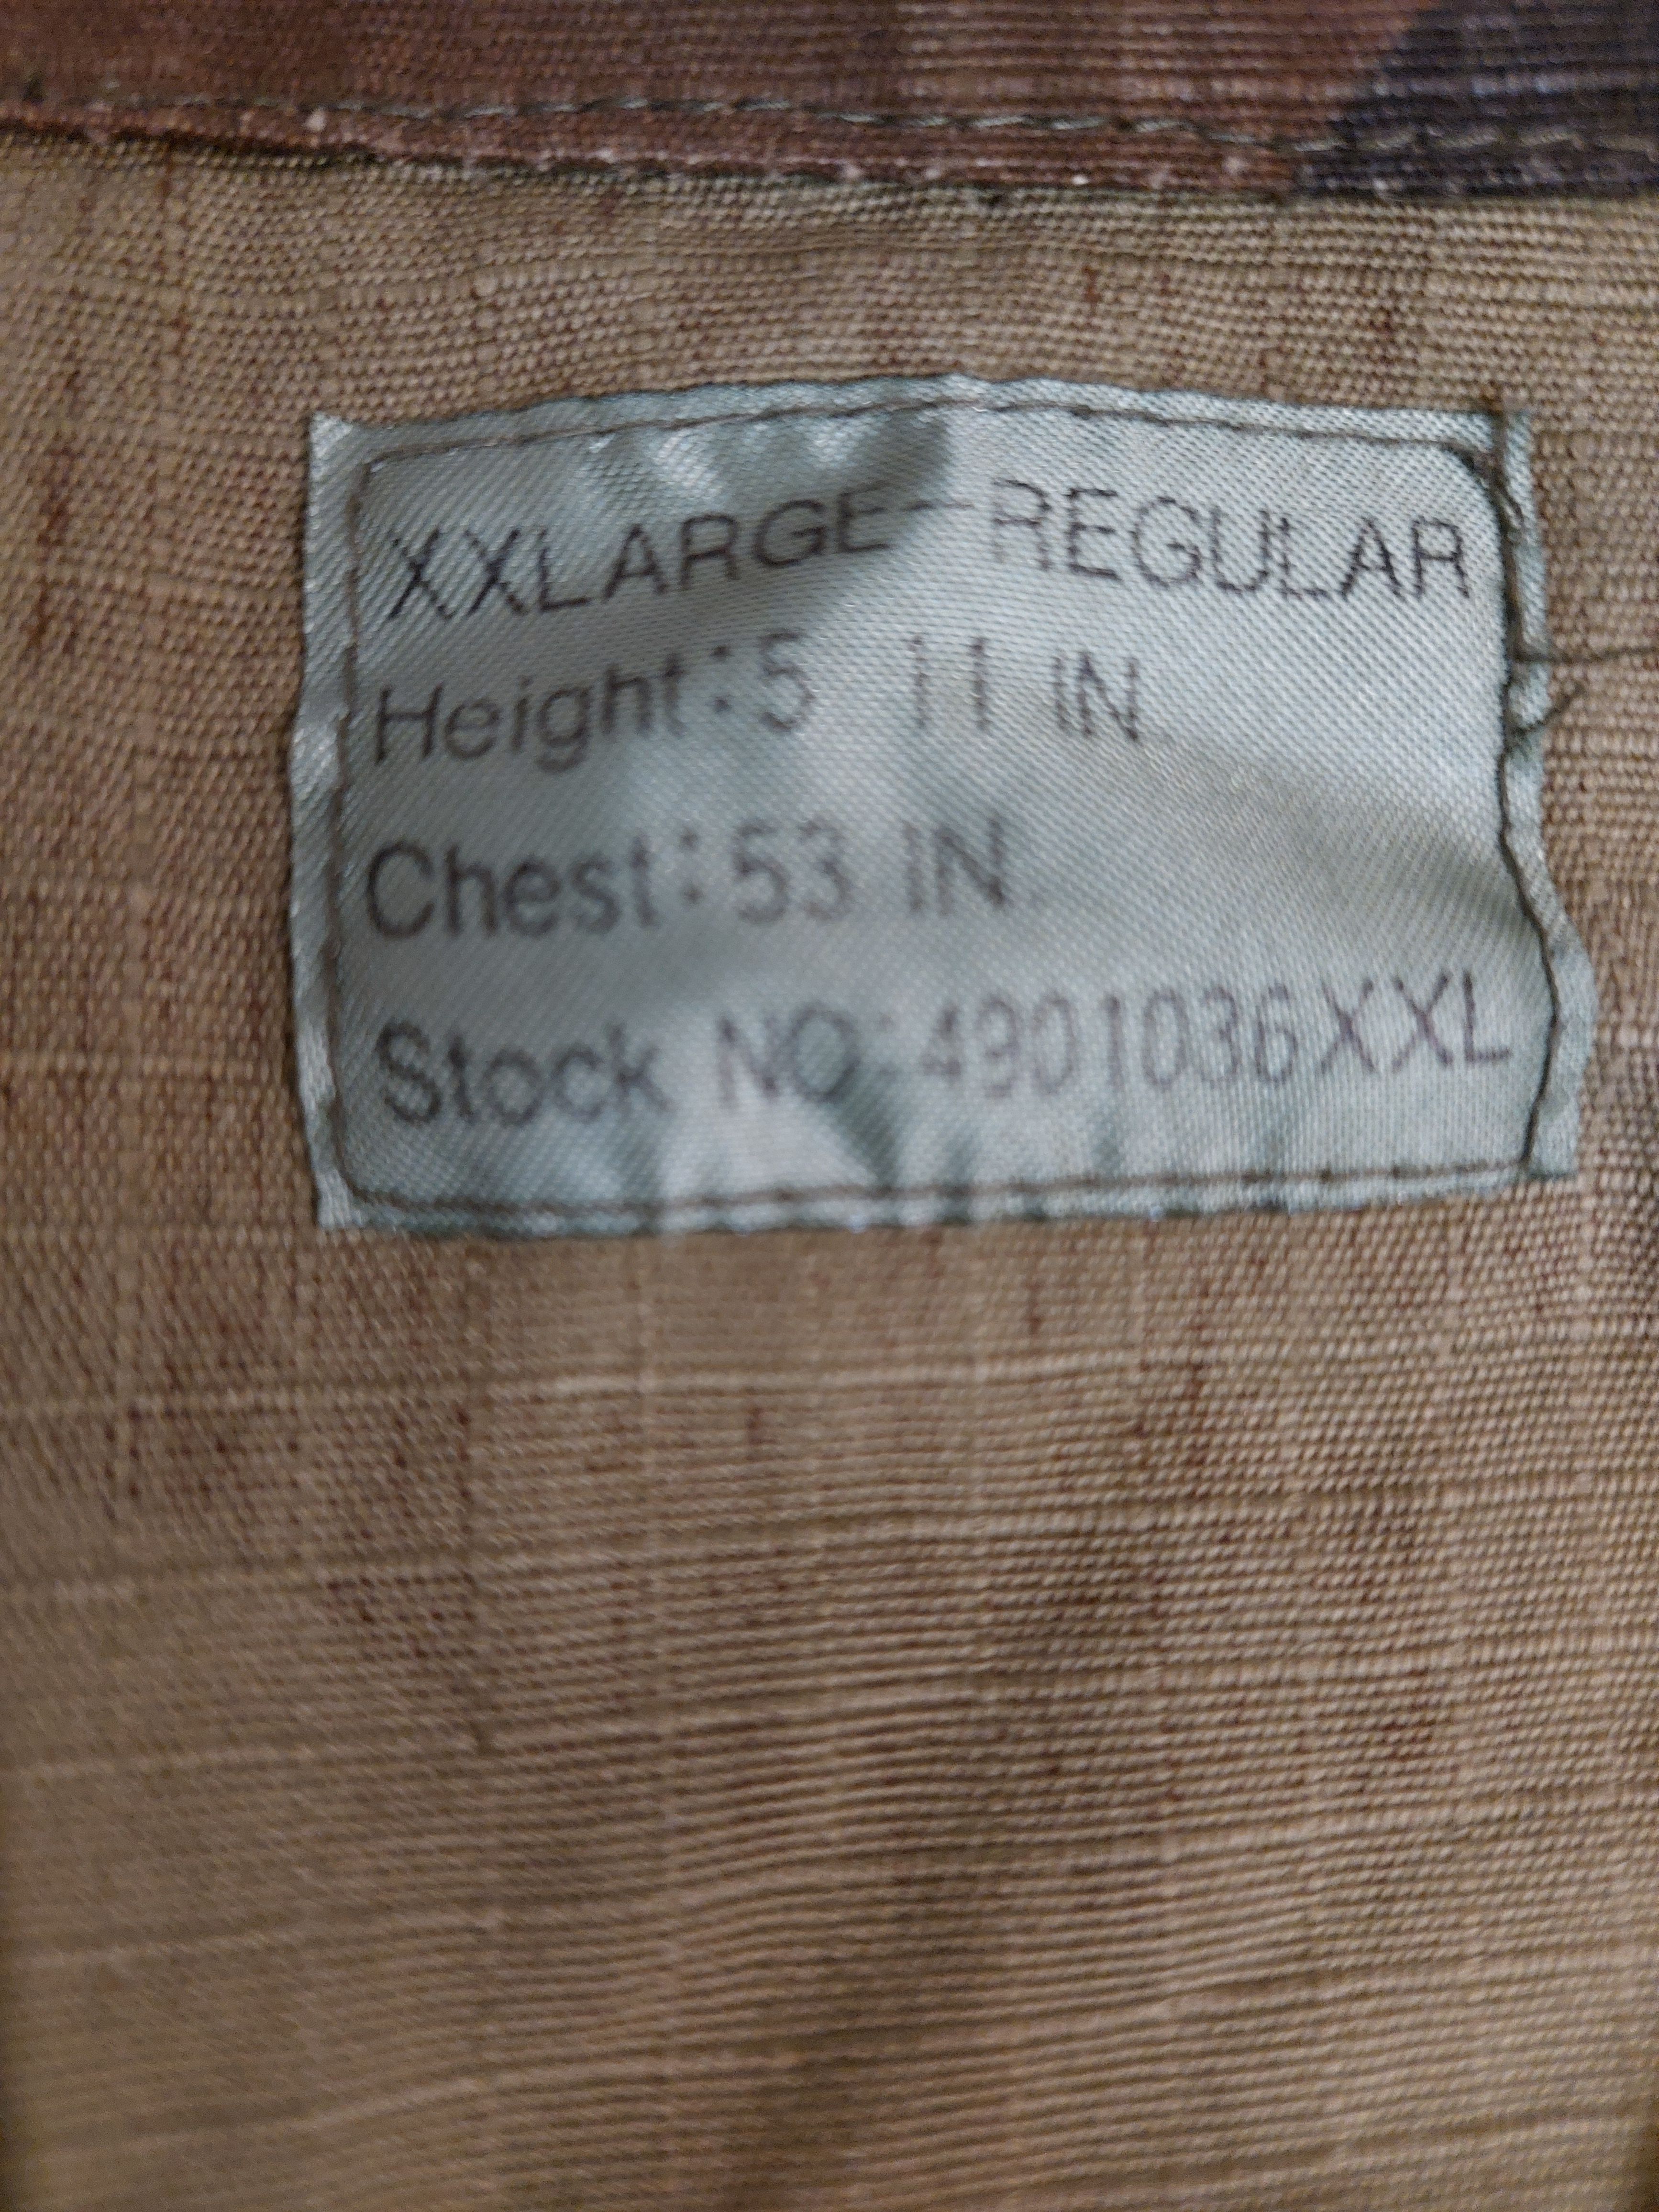 XXLARGE-REGULAR
Height:5 11 IN
Chest:53 IN
Stock NO:4901036XXL